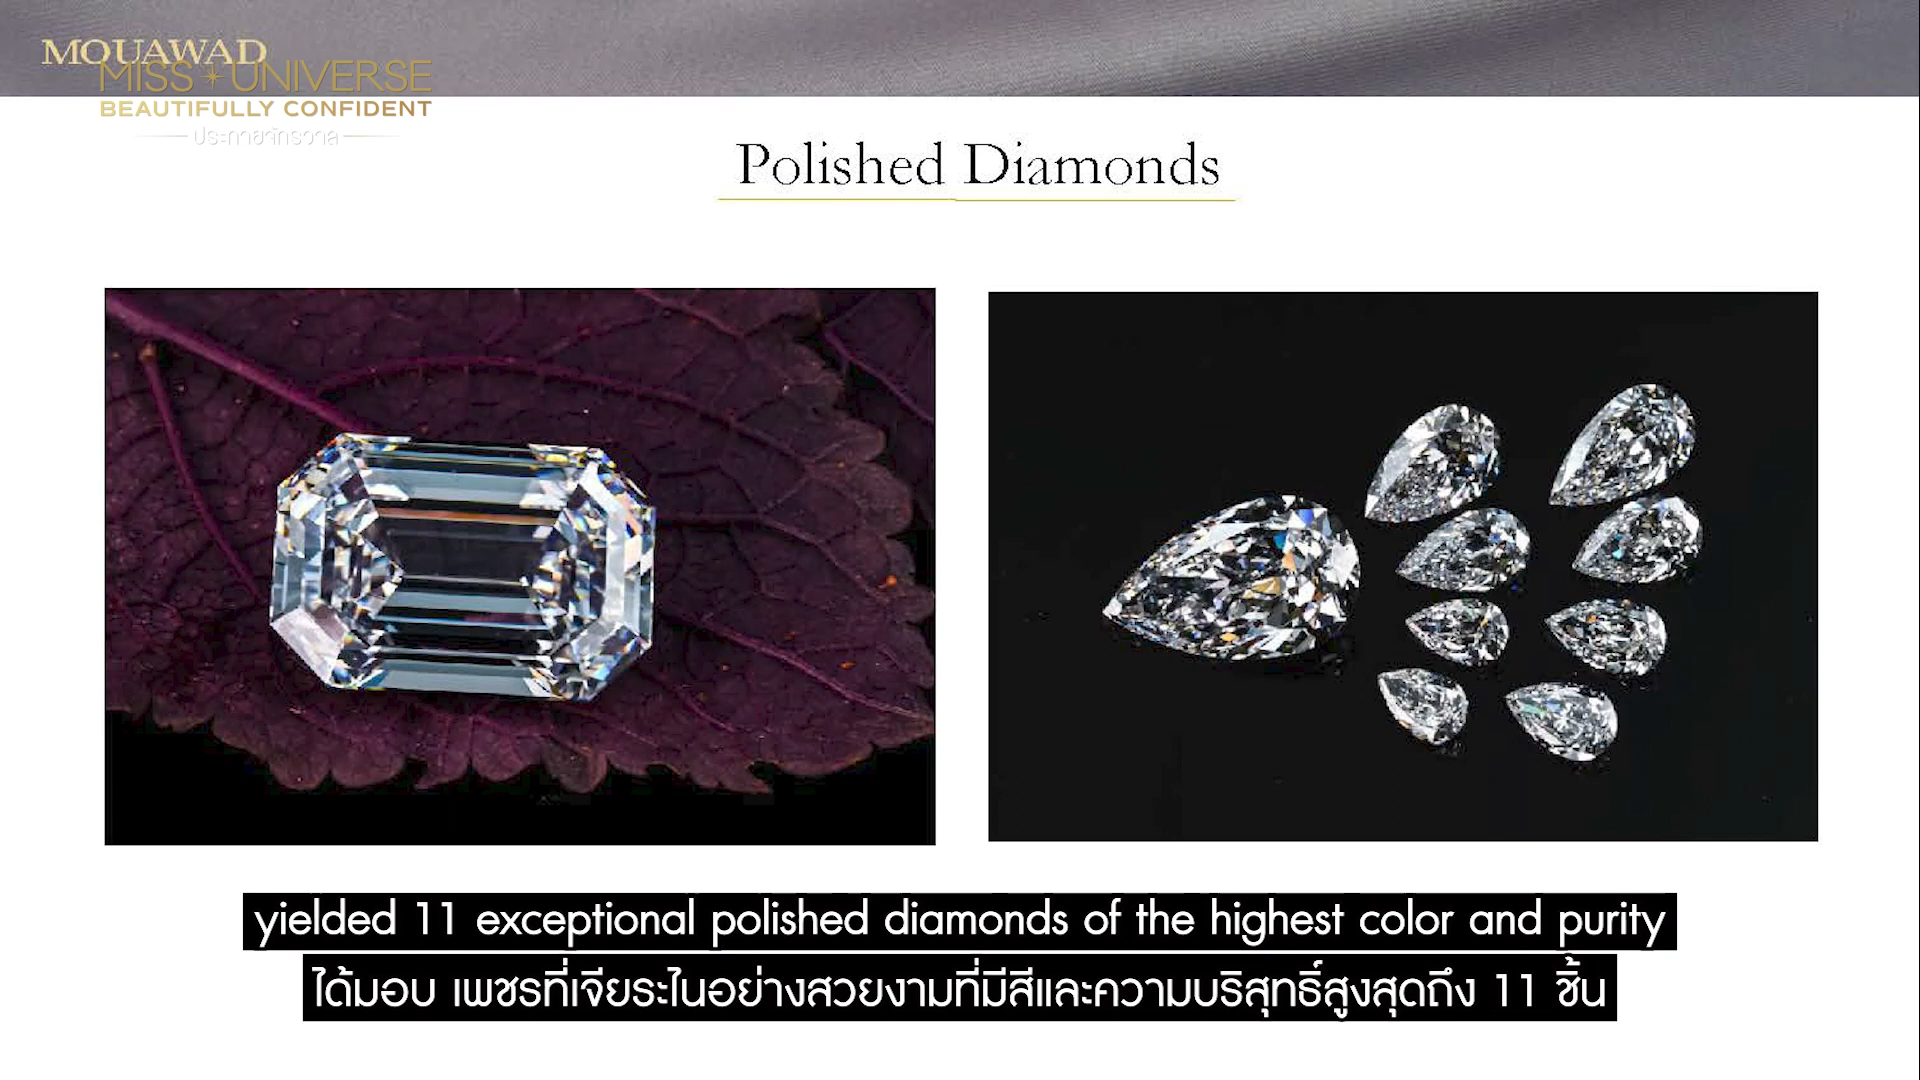 MOUAWAD
MISS UNIVERSE
BEAUTIFULLY CONFIDENT
ประกายจักรวาล
Polished Diamonds
yielded 11 exceptional polished diamonds of the highest color and purity
ได้มอบ เพชรที่เจียระไนอย่างสวยงามที่มีสีและความบริสุทธิ์สูงสุดถึง 11 ชิ้น